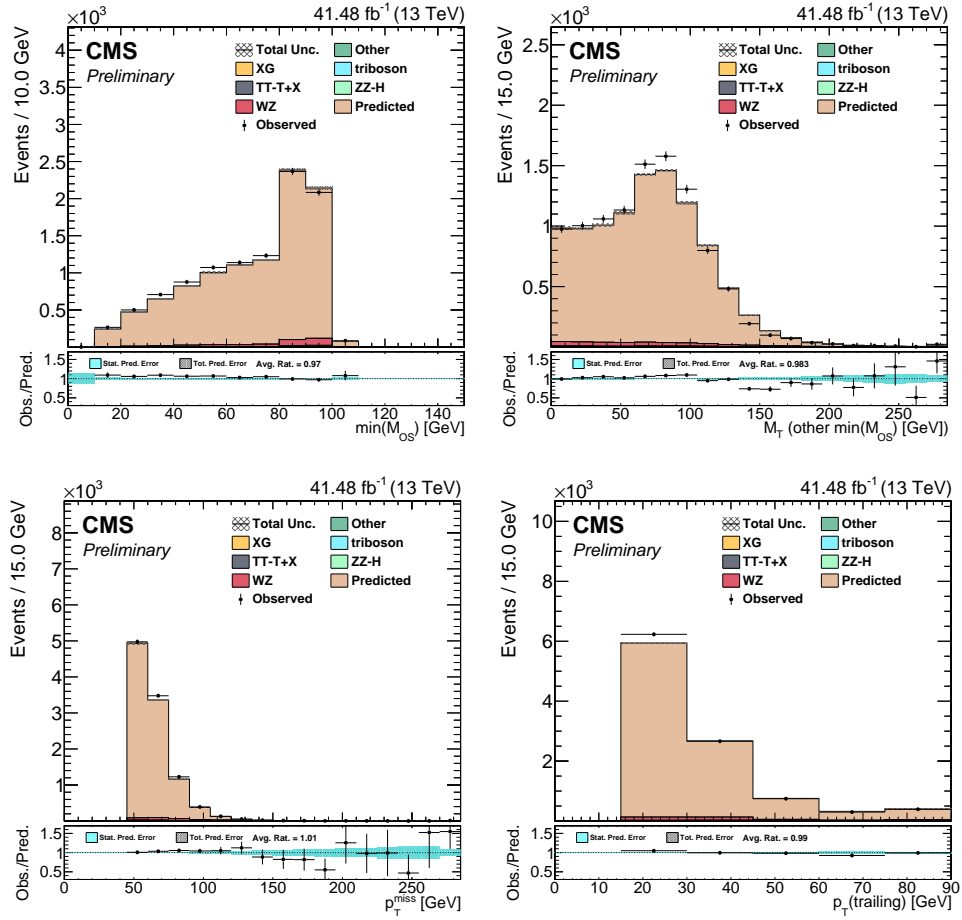 ×10³ 41.48 fb⁻¹ (13 TeV)
CMS
Preliminary
Total Unc. Other
XG triboson
TT-T+X ZZ-H
WZ Predicted
Observed
Events / 10.0 GeV
4
3.5
3
2.5
2
1.5
1
0.5
Stat. Pred. Error Tot. Pred. Error Avg. Rat. = 0.97
Obs./Pred.
1.5
1
0.5
0 20 40 60 80 100 120 140
min(M_OS) [GeV]
×10³ 41.48 fb⁻¹ (13 TeV)
CMS
Preliminary
Total Unc. Other
XG triboson
TT-T+X ZZ-H
WZ Predicted
Observed
Events / 15.0 GeV
2.5
2
1.5
1
0.5
Stat. Pred. Error Tot. Pred. Error Avg. Rat. = 0.983
Obs./Pred.
1.5
1
0.5
0 50 100 150 200 250
M_T (other min(M_OS)) [GeV]
×10³ 41.48 fb⁻¹ (13 TeV)
CMS
Preliminary
Total Unc. Other
XG triboson
TT-T+X ZZ-H
WZ Predicted
Observed
Events / 15.0 GeV
8
7
6
5
4
3
2
1
Stat. Pred. Error Tot. Pred. Error Avg. Rat. = 1.01
Obs./Pred.
1.5
1
0.5
0 50 100 150 200 250
p_T^miss [GeV]
×10³ 41.48 fb⁻¹ (13 TeV)
CMS
Preliminary
Total Unc. Other
XG triboson
TT-T+X ZZ-H
WZ Predicted
Observed
Events / 15.0 GeV
10
8
6
4
2
Stat. Pred. Error Tot. Pred. Error Avg. Rat. = 0.99
Obs./Pred.
1.5
1
0.5
0 10 20 30 40 50 60 70 80 90
p_T(trailing) [GeV]